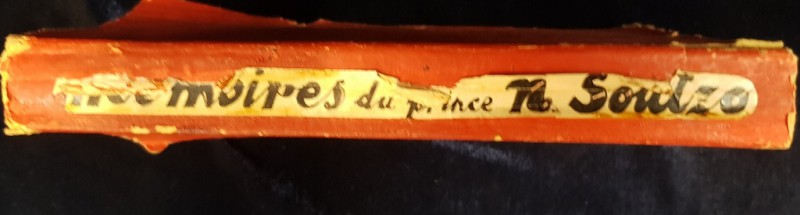 Mémoires du prince N. Soutzo